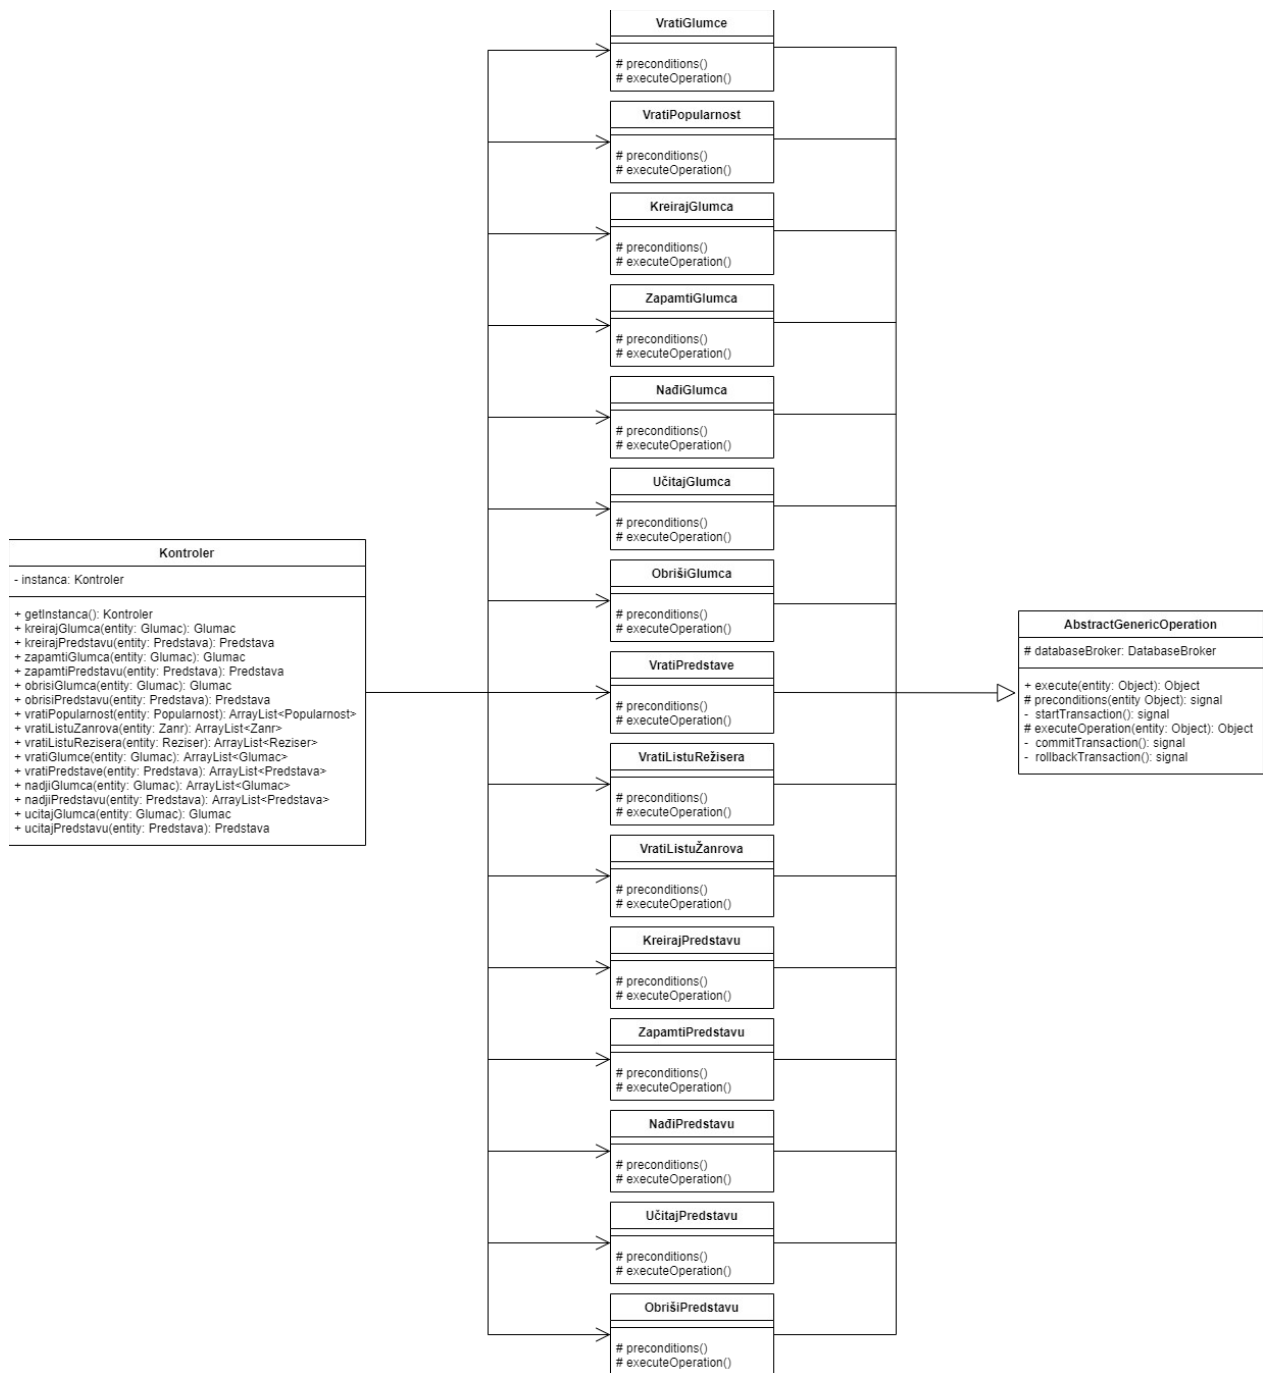 Kontroler
- instanca: Kontroler
+ getInstanca(): Kontroler
+ kreirajGlumca(entity: Glumac): Glumac
+ kreirajPredstavu(entity: Predstava): Predstava
+ zapamtiGlumca(entity: Glumac): Glumac
+ zapamtiPredstavu(entity: Predstava): Predstava
+ obrisiGlumca(entity: Glumac): Glumac
+ obrisiPredstavu(entity: Predstava): Predstava
+ vratiPopularnost(entity: Popularnost): ArrayList<Popularnost>
+ vratiListuZanrova(entity: Zanr): ArrayList<Zanr>
+ vratiListuRezisera(entity: Reziser): ArrayList<Reziser>
+ vratiGlumce(entity: Glumac): ArrayList<Glumac>
+ vratiPredstave(entity: Predstava): ArrayList<Predstava>
+ nadjiGlumca(entity: Glumac): ArrayList<Glumac>
+ nadjiPredstavu(entity: Predstava): ArrayList<Predstava>
+ ucitajGlumca(entity: Glumac): Glumac
+ ucitajPredstavu(entity: Predstava): Predstava
VratiGlumce
# preconditions()
# executeOperation()
VratiPopularnost
# preconditions()
# executeOperation()
KreirajGlumca
# preconditions()
# executeOperation()
ZapamtiGlumca
# preconditions()
# executeOperation()
NađiGlumca
# preconditions()
# executeOperation()
UčitajGlumca
# preconditions()
# executeOperation()
ObrišiGlumca
# preconditions()
# executeOperation()
VratiPredstave
# preconditions()
# executeOperation()
VratiListuRežisera
# preconditions()
# executeOperation()
VratiListuŽanrova
# preconditions()
# executeOperation()
KreirajPredstavu
# preconditions()
# executeOperation()
ZapamtiPredstavu
# preconditions()
# executeOperation()
NađiPredstavu
# preconditions()
# executeOperation()
UčitajPredstavu
# preconditions()
# executeOperation()
ObrišiPredstavu
# preconditions()
# executeOperation()
AbstractGenericOperation
# databaseBroker: DatabaseBroker
+ execute(entity: Object): Object
# preconditions(entity Object): signal
- startTransaction(): signal
# executeOperation(entity: Object): Object
- commitTransaction(): signal
- rollbackTransaction(): signal